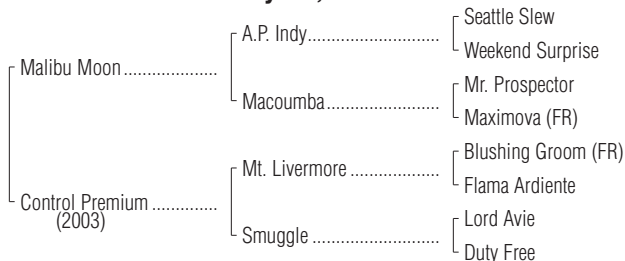 Seattle Slew
A.P. Indy
Weekend Surprise
Malibu Moon
Mr. Prospector
Macoumba
Maximova (FR)
Blushing Groom (FR)
Mt. Livermore
Flama Ardiente
Control Premium
(2003)
Lord Avie
Smuggle
Duty Free